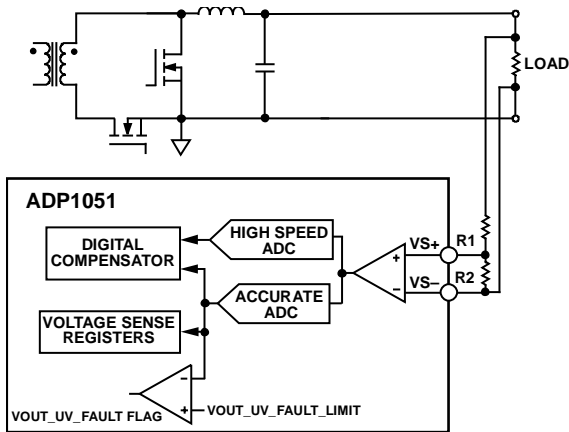 LOAD
ADP1051
HIGH SPEED
ADC
DIGITAL
COMPENSATOR
VS+
R1
R2
VS–
ACCURATE
ADC
VOLTAGE SENSE
REGISTERS
+
–
–
+
VOUT_UV_FAULT FLAG
VOUT_UV_FAULT_LIMIT